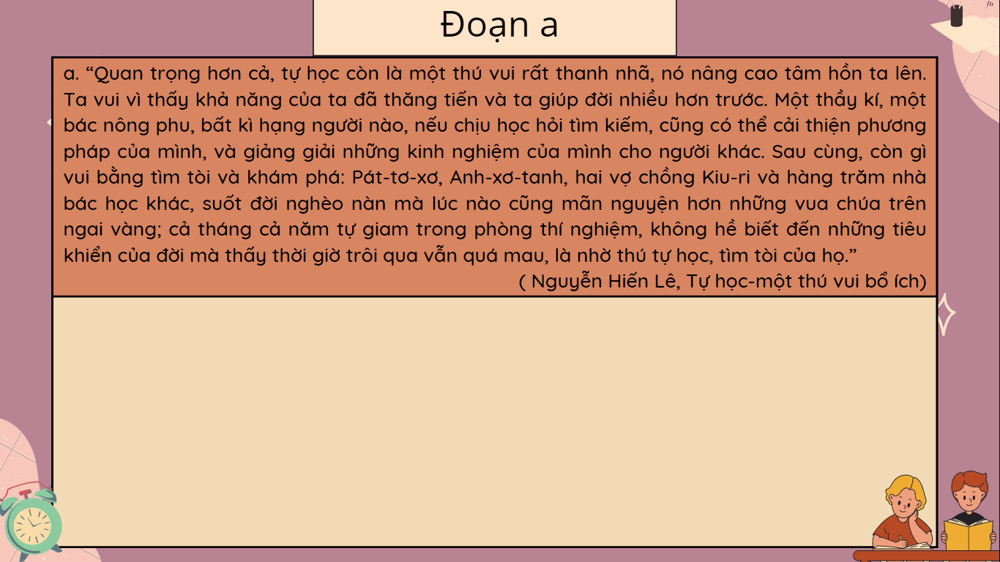 Đoạn a
a. “Quan trọng hơn cả, tự học còn là một thú vui rất thanh nhã, nó nâng cao tâm hồn ta lên.
Ta vui vì thấy khả năng của ta đã thăng tiến và ta giúp đời nhiều hơn trước. Một thầy kí, một
bác nông phu, bất kì hạng người nào, nếu chịu học hỏi tìm kiếm, cũng có thể cải thiện phương
pháp của mình, và giảng giải những kinh nghiệm của mình cho người khác. Sau cùng, còn gì
vui bằng tìm tòi và khám phá: Pát-tơ-xơ, Anh-xơ-tanh, hai vợ chồng Kiu-ri và hàng trăm nhà
bác học khác, suốt đời nghèo nàn mà lúc nào cũng mãn nguyện hơn những vua chúa trên
ngai vàng; cả tháng cả năm tự giam trong phòng thí nghiệm, không hề biết đến những tiêu
khiển của đời mà thấy thời giờ trôi qua vẫn quá mau, là nhờ thú tự học, tìm tòi của họ.”
( Nguyễn Hiến Lê, Tự học-một thú vui bổ ích)